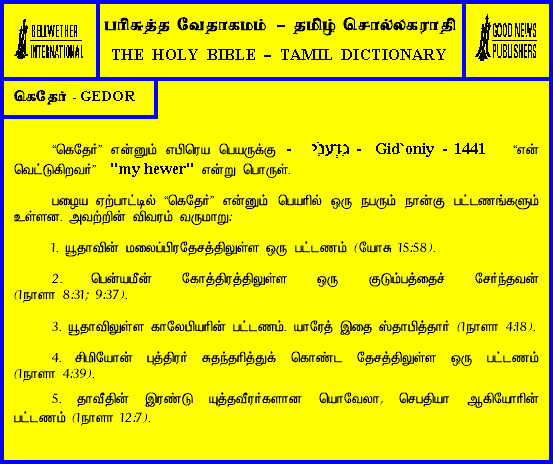 BELLWETHER
INTERNATIONAL
பரிசுத்த வேதாகமம் – தமிழ் சொல்லகராதி
THE HOLY BIBLE – TAMIL DICTIONARY
GOOD NEWS
PUBLISHERS
கெதேர் - GEDOR
“கெதேர்” என்னும் எபிரெய பெயருக்கு - גִּדְעֹנִי - Gid`oniy - 1441 “என்
வெட்டுகிறவர்” "my hewer" என்று பொருள்.
பழைய ஏற்பாட்டில் “கெதேர்” என்னும் பெயரில் ஒரு நபரும் நான்கு பட்டணங்களும்
உள்ளன. அவற்றின் விவரம் வருமாறு:
1. யூதாவின் மலைப்பிரதேசத்திலுள்ள ஒரு பட்டணம் (யோசு 15:58).
2. பென்யமீன் கோத்திரத்திலுள்ள ஒரு குடும்பத்தைச் சேர்ந்தவன்
(1நாளா 8:31; 9:37).
3. யூதாவிலுள்ள காலேபியரின் பட்டணம். யாரேத் இதை ஸ்தாபித்தார் (1நாளா 4:18).
4. சிமியோன் புத்திரர் சுதந்தரித்துக் கொண்ட தேசத்திலுள்ள ஒரு பட்டணம்
(1நாளா 4:39).
5. தாவீதின் இரண்டு யுத்தவீரர்களான யொவேலா, செபதியா ஆகியோரின்
பட்டணம் (1நாளா 12:7).